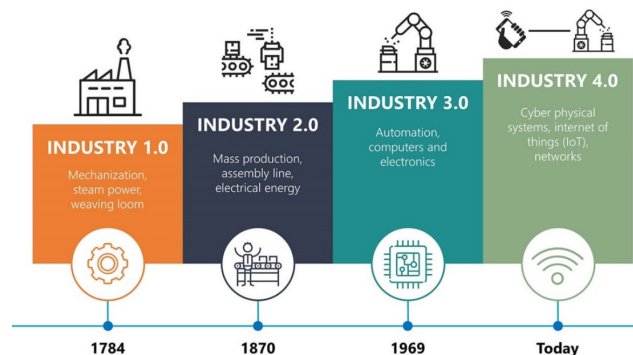 INDUSTRY 1.0
Mechanization,
steam power,
weaving loom
INDUSTRY 2.0
Mass production,
assembly line,
electrical energy
INDUSTRY 3.0
Automation,
computers and
electronics
INDUSTRY 4.0
Cyber physical
systems, internet of
things (IoT),
networks
1784
1870
1969
Today